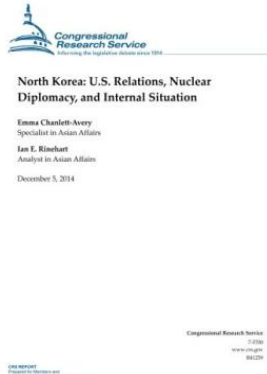 Congressional
Research Service
Informing the legislative debate since 1914
North Korea: U.S. Relations, Nuclear
Diplomacy, and Internal Situation
Emma Chanlett-Avery
Specialist in Asian Affairs
Ian E. Rinehart
Analyst in Asian Affairs
December 5, 2014
Congressional Research Service
www.crs.gov
CRS REPORT
Prepared for Members and